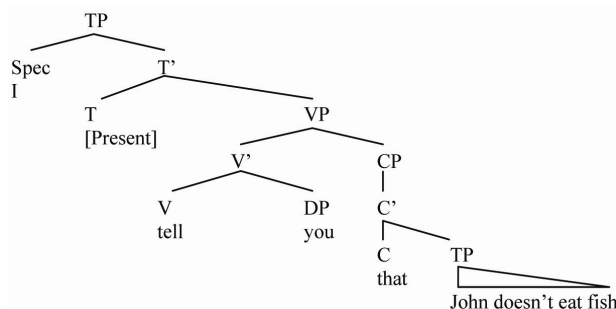 TP
Spec T’
I
T VP
[Present]
V’ CP
V DP C’
tell you
C TP
that
John doesn’t eat fish